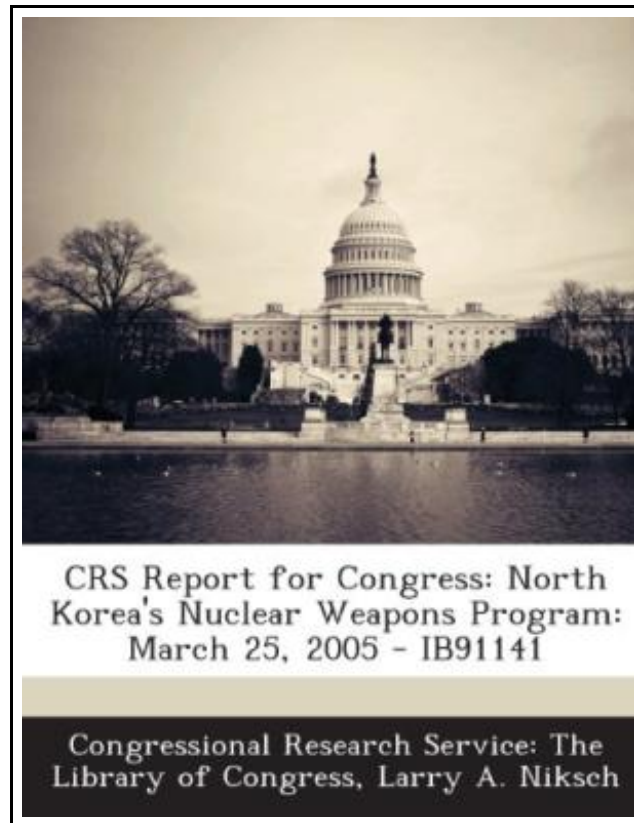 CRS Report for Congress: North
Korea's Nuclear Weapons Program:
March 25, 2005 - IB91141
Congressional Research Service: The
Library of Congress, Larry A. Niksch